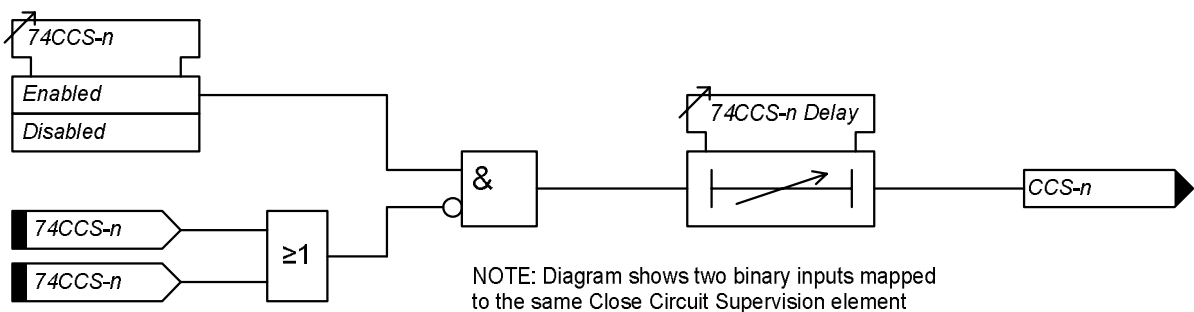 74CCS-n
Enabled
Disabled
74CCS-n Delay
&
CCS-n
74CCS-n
74CCS-n
≥1
NOTE: Diagram shows two binary inputs mapped
to the same Close Circuit Supervision element